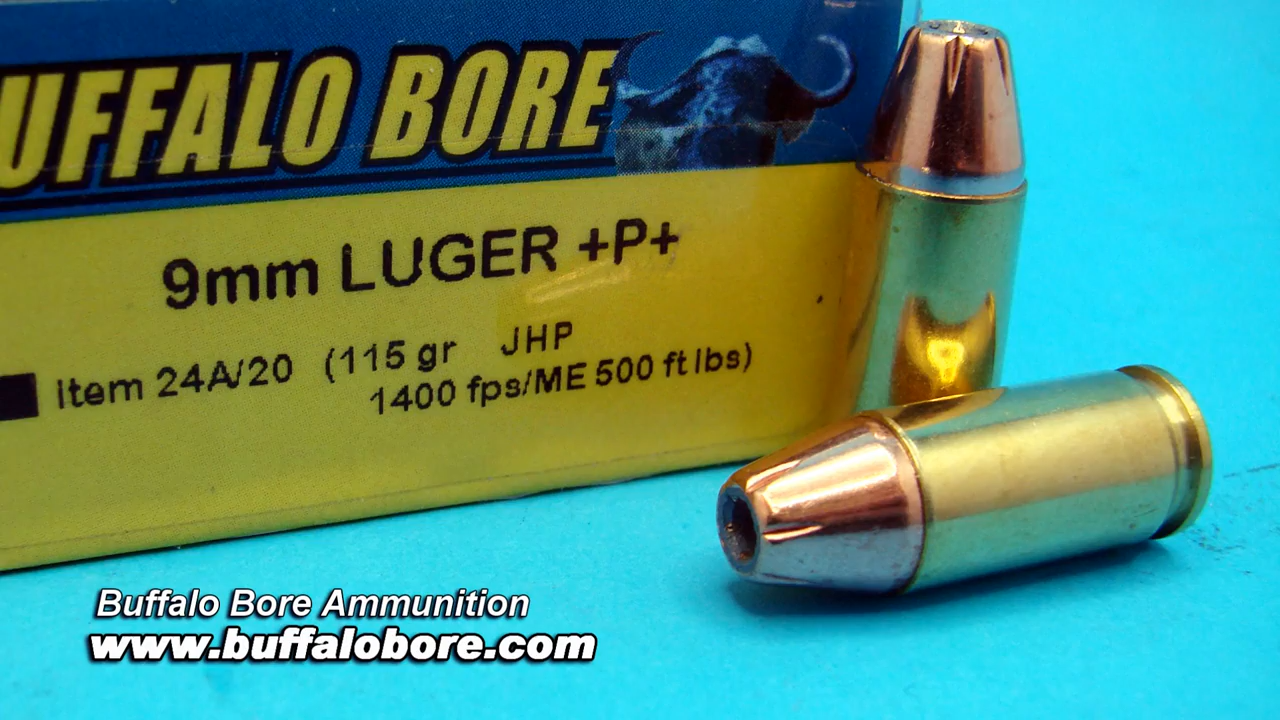 UFFALO BORE
9mm LUGER +P+
Item 24A/20 (115 gr JHP
1400 fps/ME 500 ft lbs)
Buffalo Bore Ammunition
www.buffalobore.com